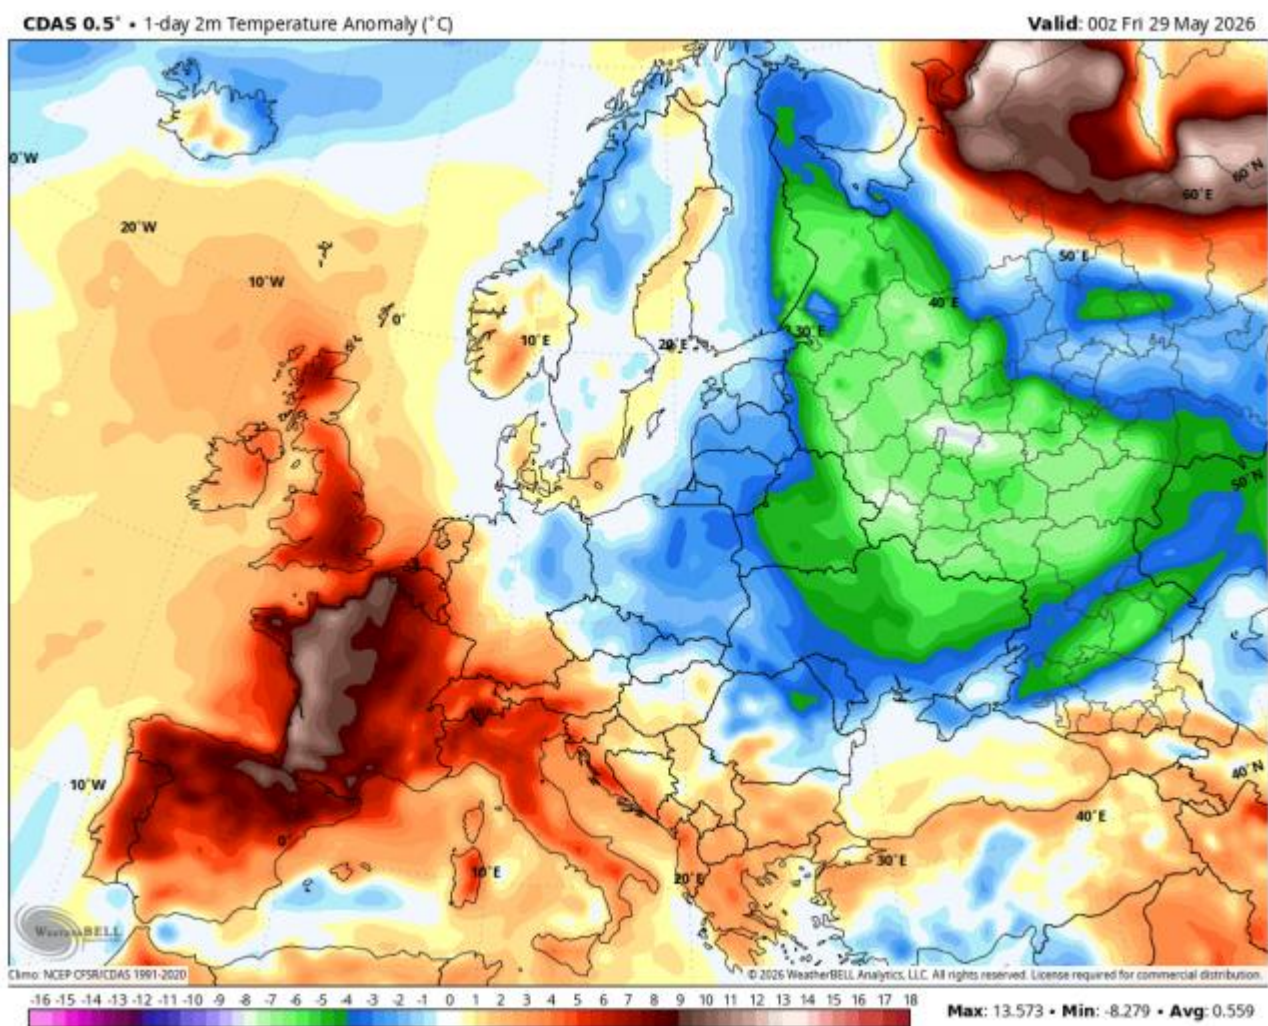 CDAS 0.5° • 1-day 2m Temperature Anomaly (°C)
Valid: 00z Fri 29 May 2026
0°W
60°N
60°E
20°W
50°E
10°W
40°E
0°
30°E
10°E
20°E
50°N
40°N
10°W
40°E
0°
30°E
10°E
20°E
WEATHERBELL
Climo: NCEP CFSR/CDAS 1991-2020
© 2026 WeatherBELL Analytics, LLC. All rights reserved. License required for commercial distribution.
-16 -15 -14 -13 -12 -11 -10 -9 -8 -7 -6 -5 -4 -3 -2 -1 0 1 2 3 4 5 6 7 8 9 10 11 12 13 14 15 16 17 18
Max: 13.573 • Min: -8.279 • Avg: 0.559